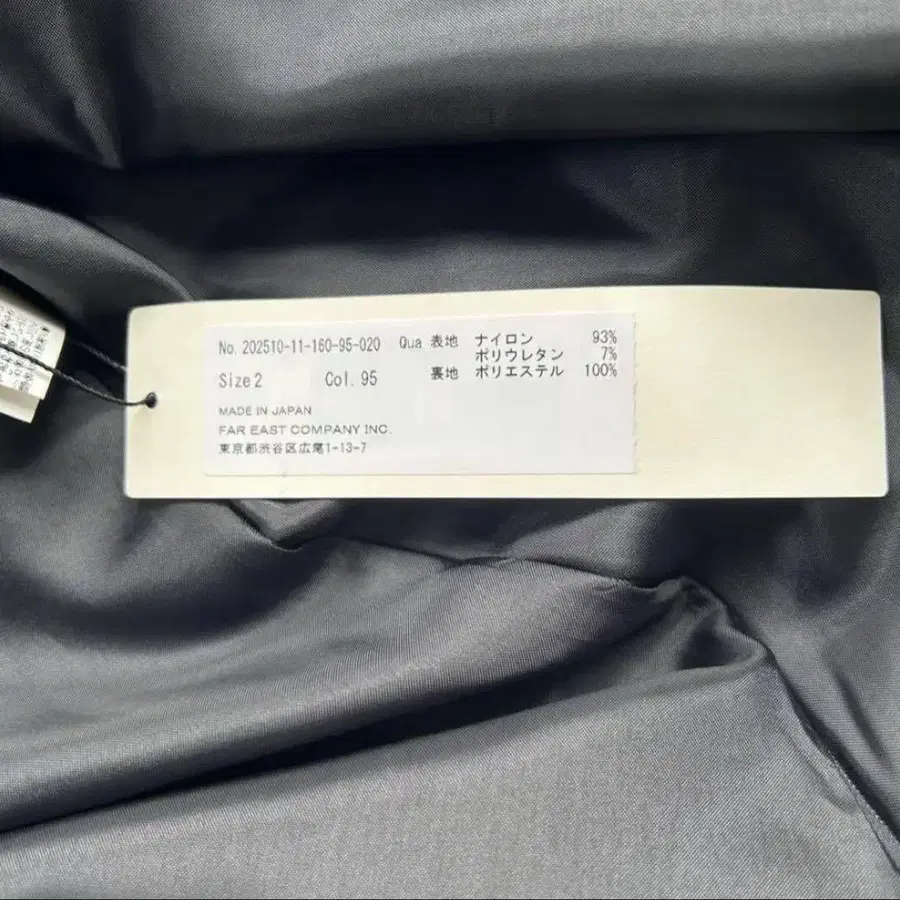 No. 202510-11-160-95-020 Qua 表地 ナイロン 93%
ポリウレタン 7%
Size2 Col. 95 裏地 ポリエステル 100%
MADE IN JAPAN
FAR EAST COMPANY INC.
東京都渋谷区広尾1-13-7